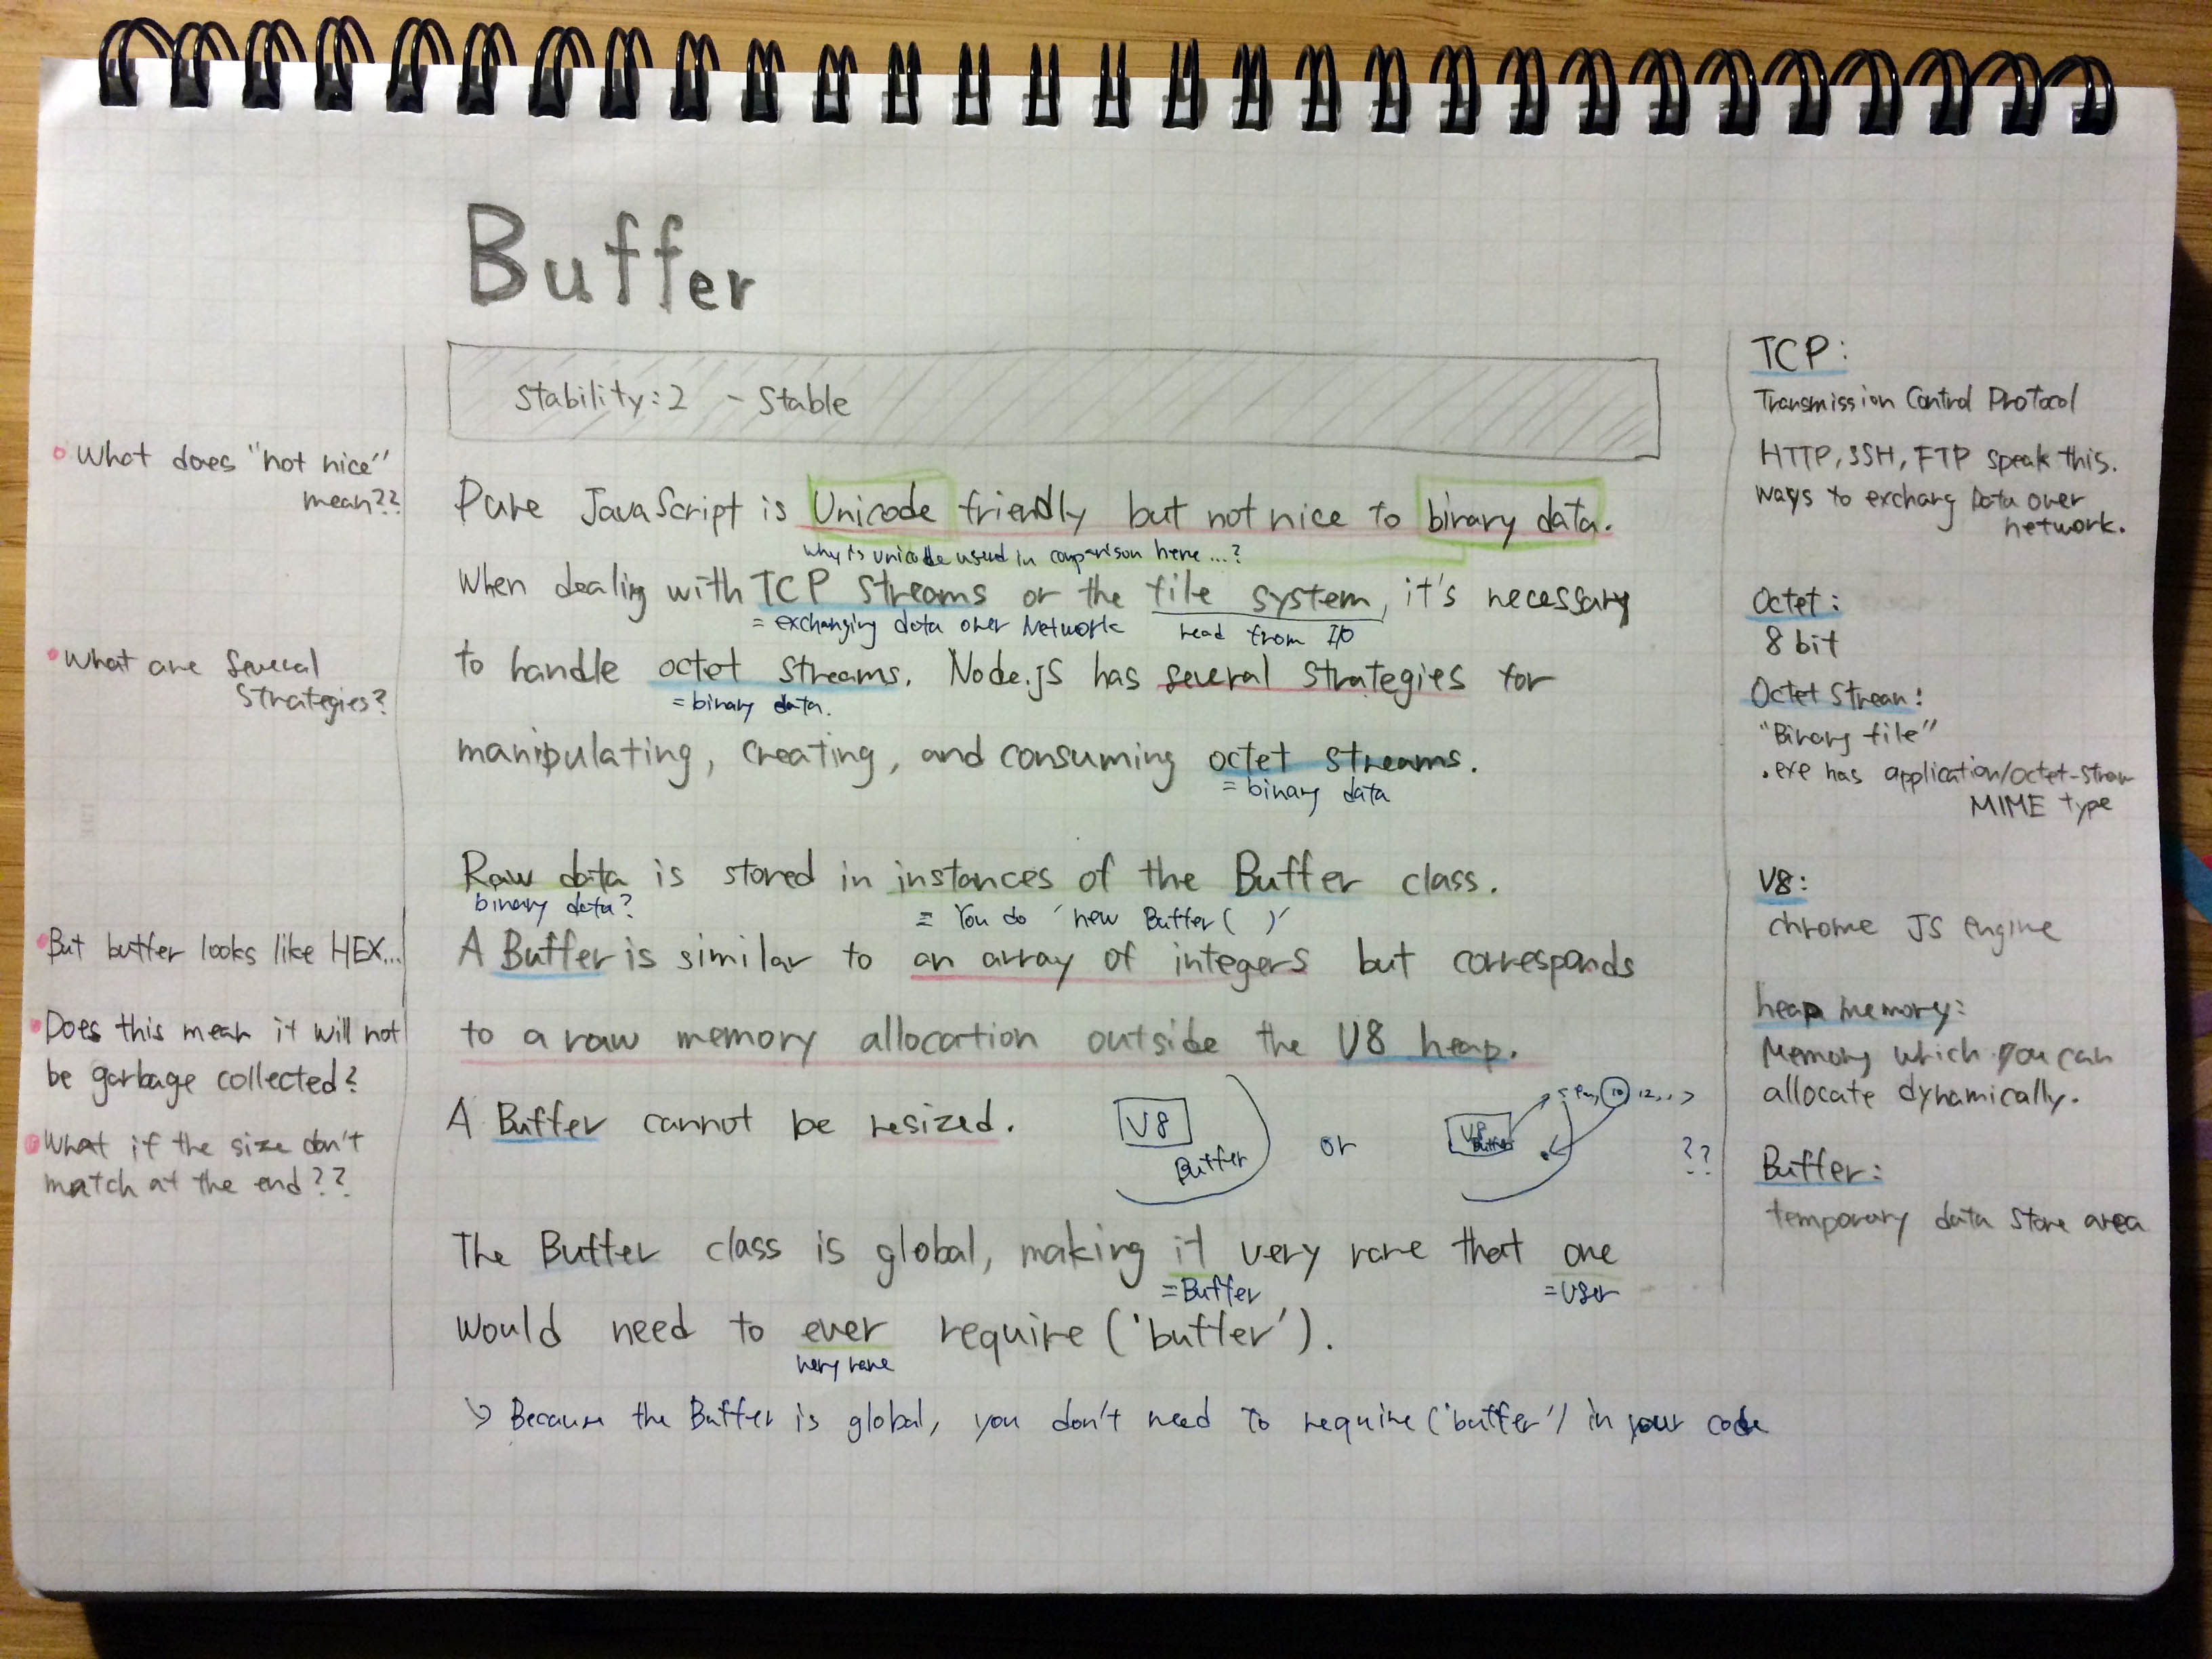 Buffer
Stability: 2 - Stable
• What does "not nice"
mean??
• What are several
strategies?
• But buffer looks like HEX...
• Does this mean it will not
be garbage collected?
• What if the size don't
match at the end??
Pure JavaScript is Unicode friendly but not nice to binary data.
why is unicode used in comparison here...?
When dealing with TCP streams or the file system, it's necessary
= exchanging data over Network read from I/O
to handle octet streams. Node.js has several strategies for
= binary data.
manipulating, creating, and consuming octet streams.
= binary data
Raw data is stored in instances of the Buffer class.
binary data? = You do 'new Buffer( )'
A Buffer is similar to an array of integers but corresponds
to a raw memory allocation outside the V8 heap.
A Buffer cannot be resized.
V8
Buffer
or
Buffer
10 12, .. >
??
The Buffer class is global, making it very rare that one
= Buffer = User
would need to ever require('buffer').
very rare
↳ Because the Buffer is global, you don't need to require('buffer') in your code
TCP:
Transmission Control Protocol
HTTP, SSH, FTP speak this.
ways to exchang Data over
network.
Octet:
8 bit
Octet Stream:
"Binary file"
.exe has application/octet-stream
MIME type
V8:
chrome JS engine
heap memory:
Memory which you can
allocate dynamically.
Buffer:
temporary data store area